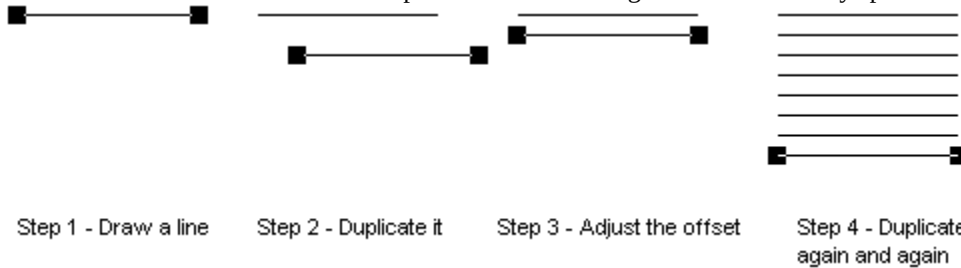 Step 1 - Draw a line
Step 2 - Duplicate it
Step 3 - Adjust the offset
Step 4 - Duplicate
again and again